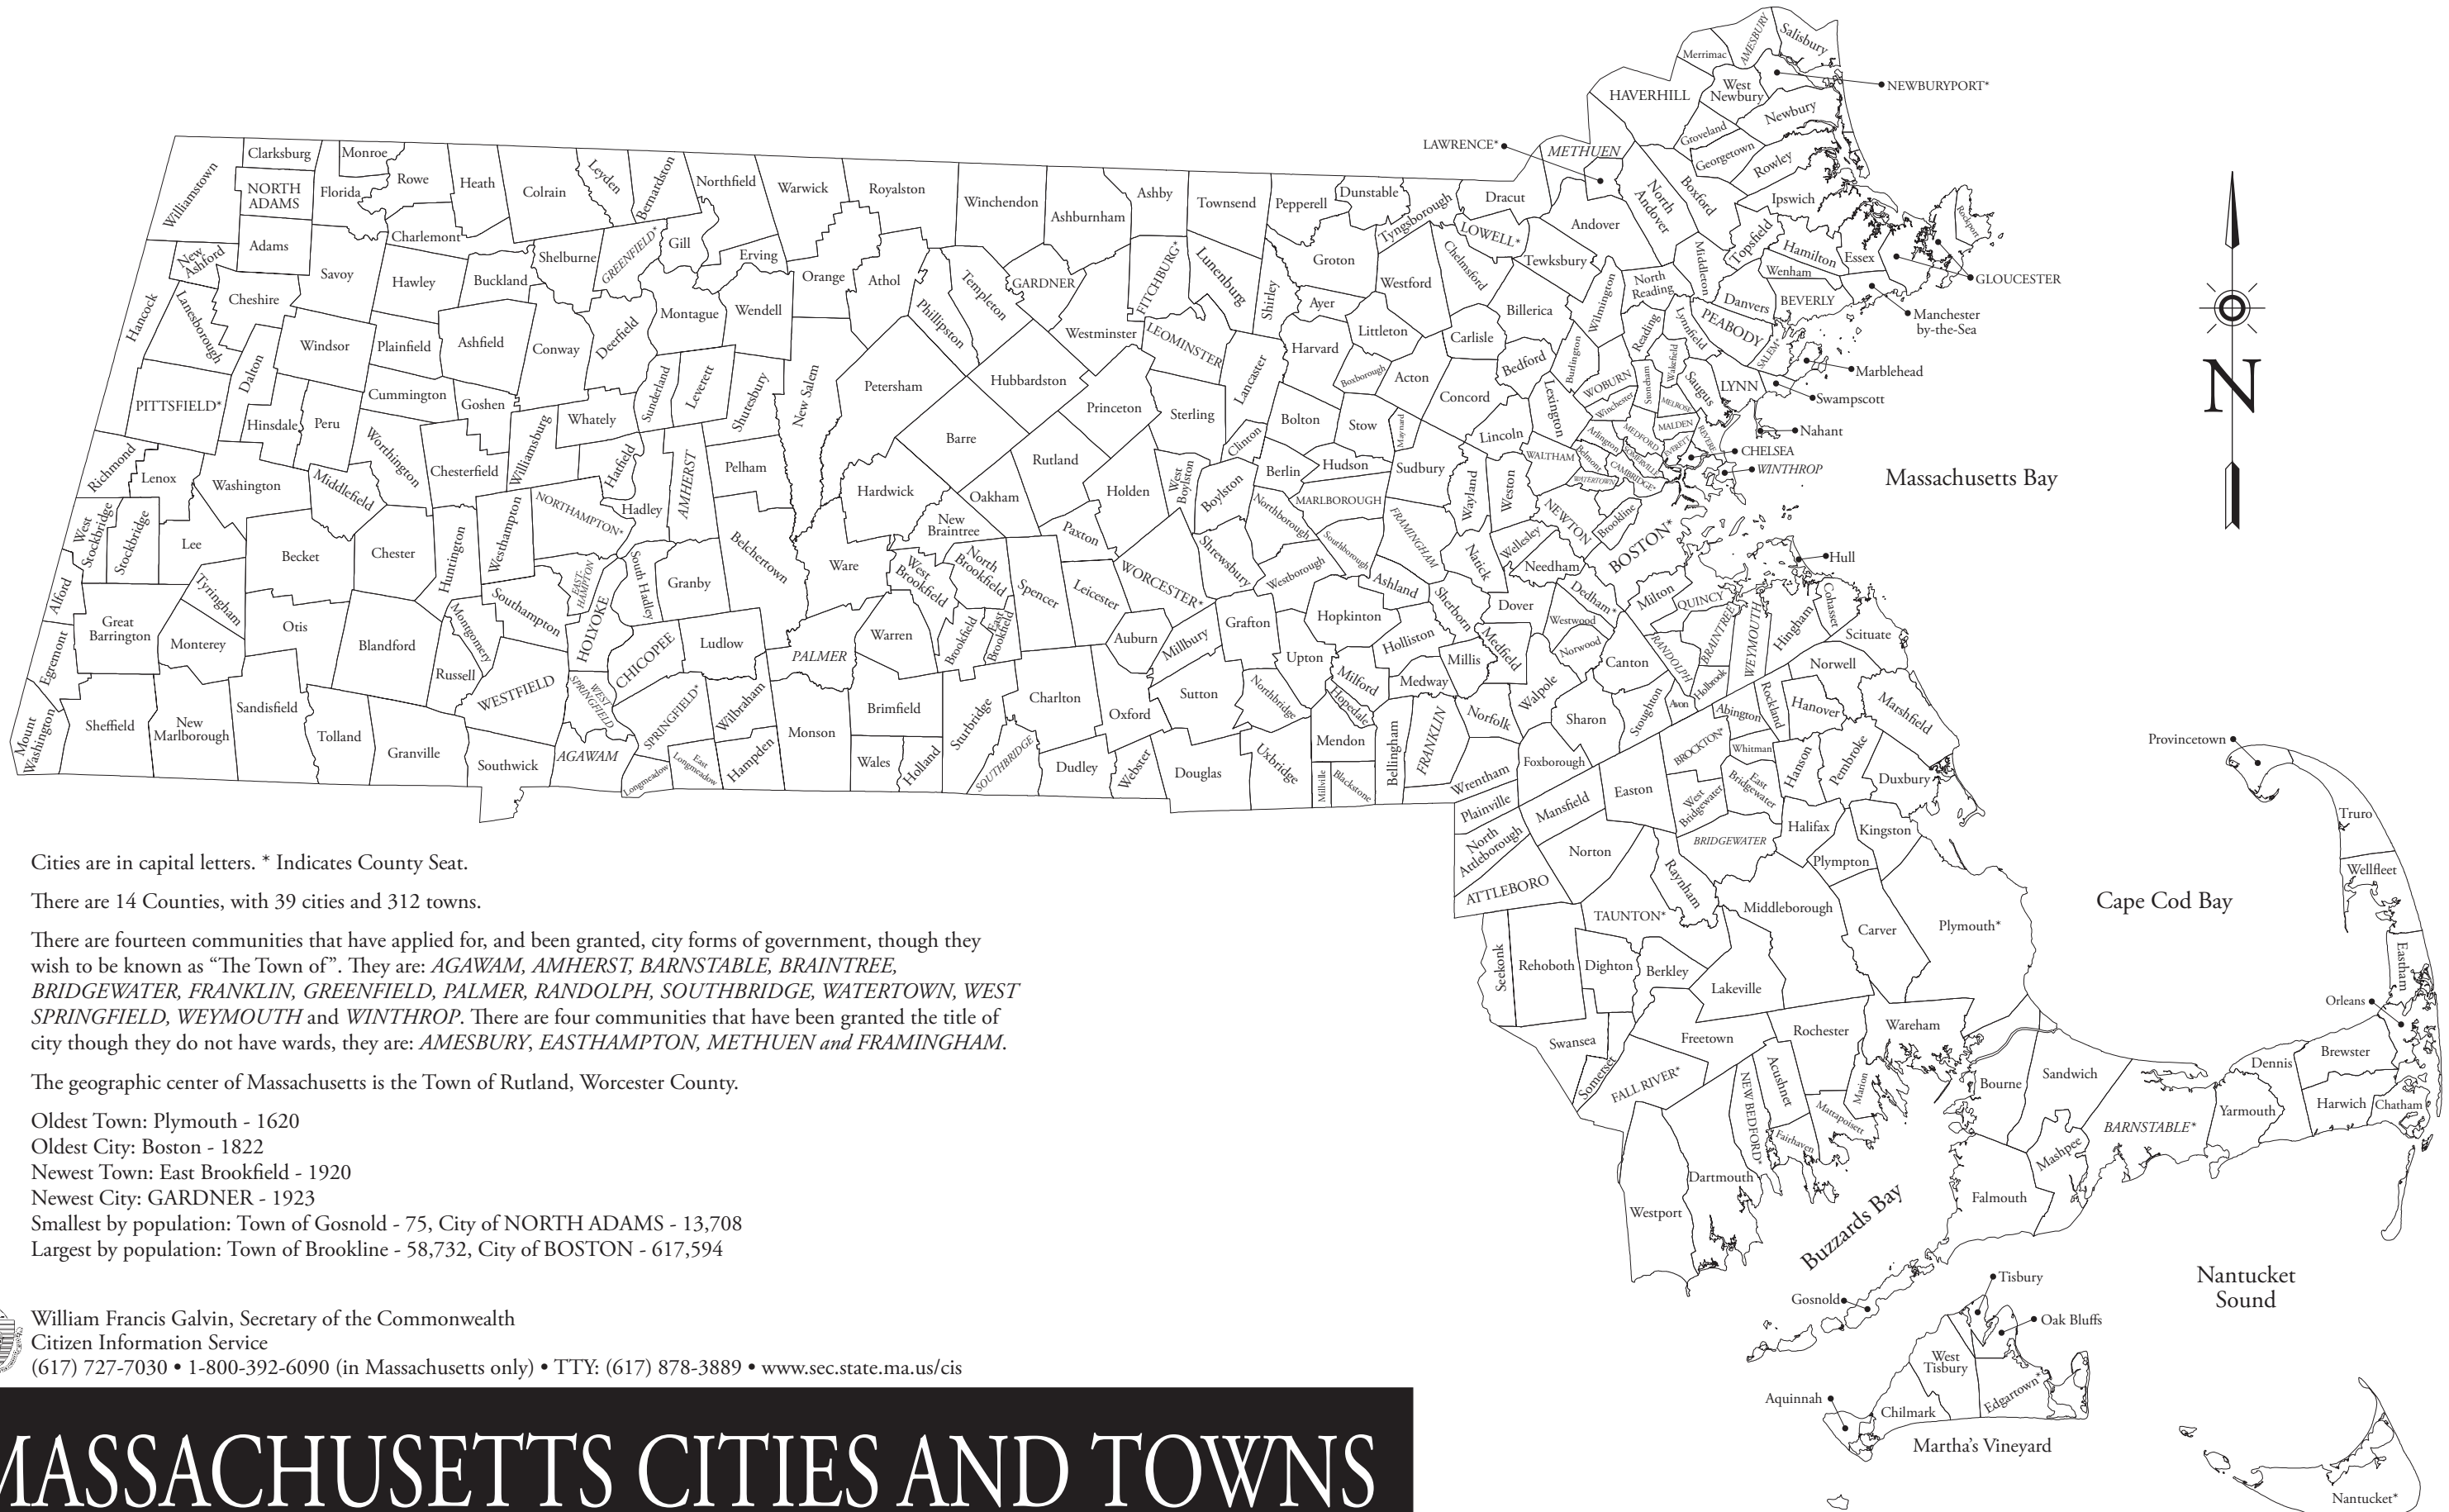 Merrimac
AMESBURY
Salisbury
NEWBURYPORT*
HAVERHILL
West
Newbury
Newbury
Groveland
Georgetown
Rowley
LAWRENCE*
METHUEN
North
Andover
Boxford
Ipswich
Rockport
Williamstown
Clarksburg
NORTH
ADAMS
Monroe
Florida
Rowe
Heath
Colrain
Leyden
Bernardston
Northfield
Warwick
Royalston
Winchendon
Ashburnham
Ashby
Townsend
Pepperell
Dunstable
Tyngsborough
Dracut
LOWELL*
Andover
Tewksbury
Middleton
Topsfield
Hamilton
Essex
Wenham
GLOUCESTER
New
Ashford
Adams
Charlemont
Shelburne
GREENFIELD*
Gill
Erving
Orange
Athol
Phillipston
Templeton
GARDNER
FITCHBURG*
Lunenburg
Shirley
Groton
Westford
Chelmsford
Billerica
Wilmington
North
Reading
Danvers
BEVERLY
Manchester
by-the-Sea
Hancock
Lanesborough
Cheshire
Savoy
Hawley
Buckland
Deerfield
Montague
Wendell
Westminster
LEOMINSTER
Ayer
Harvard
Littleton
Carlisle
Bedford
Burlington
Reading
Lynnfield
PEABODY
SALEM*
Marblehead
Dalton
Windsor
Plainfield
Ashfield
Conway
Sunderland
Leverett
Shutesbury
New Salem
Petersham
Hubbardston
Princeton
Sterling
Lancaster
Boxborough
Acton
Concord
Lexington
WOBURN
Stoneham
Wakefield
Saugus
LYNN
Swampscott
PITTSFIELD*
Hinsdale
Peru
Cummington
Goshen
Whately
Barre
Bolton
Stow
Maynard
Lincoln
Winchester
MELROSE
MALDEN
MEDFORD
Arlington
REVERE
EVERETT
SOMERVILLE
Belmont
CAMBRIDGE*
WATERTOWN
WALTHAM
Nahant
CHELSEA
WINTHROP
Massachusetts Bay
N
Richmond
Lenox
Washington
Middlefield
Worthington
Chesterfield
Williamsburg
Hatfield
AMHERST
Pelham
Hardwick
Rutland
Holden
West
Boylston
Boylston
Clinton
Berlin
Hudson
Sudbury
Wayland
Weston
West
Stockbridge
Stockbridge
Lee
Becket
Chester
Huntington
Westhampton
NORTHAMPTON*
Hadley
Belchertown
New
Braintree
Oakham
Paxton
Northborough
MARLBOROUGH
Southborough
FRAMINGHAM
Natick
Wellesley
NEWTON
Brookline
BOSTON*
Needham
Hull
Alford
Tyringham
EAST-
HAMPTON
South Hadley
Granby
Ware
West
Brookfield
North
Brookfield
Spencer
Leicester
WORCESTER*
Shrewsbury
Westborough
Ashland
Sherborn
Dover
Dedham*
Milton
QUINCY
BRAINTREE
WEYMOUTH
Hingham
Cohasset
Scituate
Egremont
Great
Barrington
Monterey
Otis
Blandford
Montgomery
Southampton
HOLYOKE
CHICOPEE
Ludlow
PALMER
Warren
Brookfield
East
Brookfield
Auburn
Millbury
Grafton
Upton
Hopkinton
Holliston
Milford
Medway
Millis
Medfield
Westwood
Norwood
Canton
RANDOLPH
Holbrook
Norwell
Mount
Washington
Sheffield
New
Marlborough
Sandisfield
Tolland
Granville
Russell
WESTFIELD
Southwick
WEST
SPRINGFIELD
AGAWAM
SPRINGFIELD*
Longmeadow
East
Longmeadow
Wilbraham
Hampden
Monson
Brimfield
Wales
Holland
Sturbridge
SOUTHBRIDGE
Charlton
Dudley
Oxford
Webster
Sutton
Douglas
Northbridge
Uxbridge
Hopedale
Mendon
Millville
Blackstone
Bellingham
FRANKLIN
Norfolk
Wrentham
Walpole
Sharon
Stoughton
Avon
Abington
Rockland
Hanover
Marshfield
Foxborough
BROCKTON*
Whitman
Hanson
Pembroke
Duxbury
Plainville
North
Attleborough
Mansfield
Easton
West
Bridgewater
East
Bridgewater
Halifax
Kingston
ATTLEBORO
Norton
Raynham
BRIDGEWATER
Plympton
TAUNTON*
Middleborough
Carver
Plymouth*
Seekonk
Rehoboth
Dighton
Berkley
Lakeville
Swansea
Somerset
Freetown
Rochester
Wareham
FALL RIVER*
NEW BEDFORD*
Acushnet
Fairhaven
Mattapoisett
Marion
Westport
Dartmouth
Buzzards Bay
Provincetown
Truro
Wellfleet
Cape Cod Bay
Eastham
Orleans
Brewster
Dennis
Harwich
Chatham
Yarmouth
BARNSTABLE*
Sandwich
Bourne
Mashpee
Falmouth
Nantucket
Sound
Gosnold
Tisbury
Oak Bluffs
West
Tisbury
Edgartown*
Aquinnah
Chilmark
Martha's Vineyard
Nantucket*
Cities are in capital letters. * Indicates County Seat.
There are 14 Counties, with 39 cities and 312 towns.
There are fourteen communities that have applied for, and been granted, city forms of government, though they
wish to be known as “The Town of”. They are: AGAWAM, AMHERST, BARNSTABLE, BRAINTREE,
BRIDGEWATER, FRANKLIN, GREENFIELD, PALMER, RANDOLPH, SOUTHBRIDGE, WATERTOWN, WEST
SPRINGFIELD, WEYMOUTH and WINTHROP. There are four communities that have been granted the title of
city though they do not have wards, they are: AMESBURY, EASTHAMPTON, METHUEN and FRAMINGHAM.
The geographic center of Massachusetts is the Town of Rutland, Worcester County.
Oldest Town: Plymouth - 1620
Oldest City: Boston - 1822
Newest Town: East Brookfield - 1920
Newest City: GARDNER - 1923
Smallest by population: Town of Gosnold - 75, City of NORTH ADAMS - 13,708
Largest by population: Town of Brookline - 58,732, City of BOSTON - 617,594
William Francis Galvin, Secretary of the Commonwealth
Citizen Information Service
(617) 727-7030 • 1-800-392-6090 (in Massachusetts only) • TTY: (617) 878-3889 • www.sec.state.ma.us/cis
MASSACHUSETTS CITIES AND TOWNS